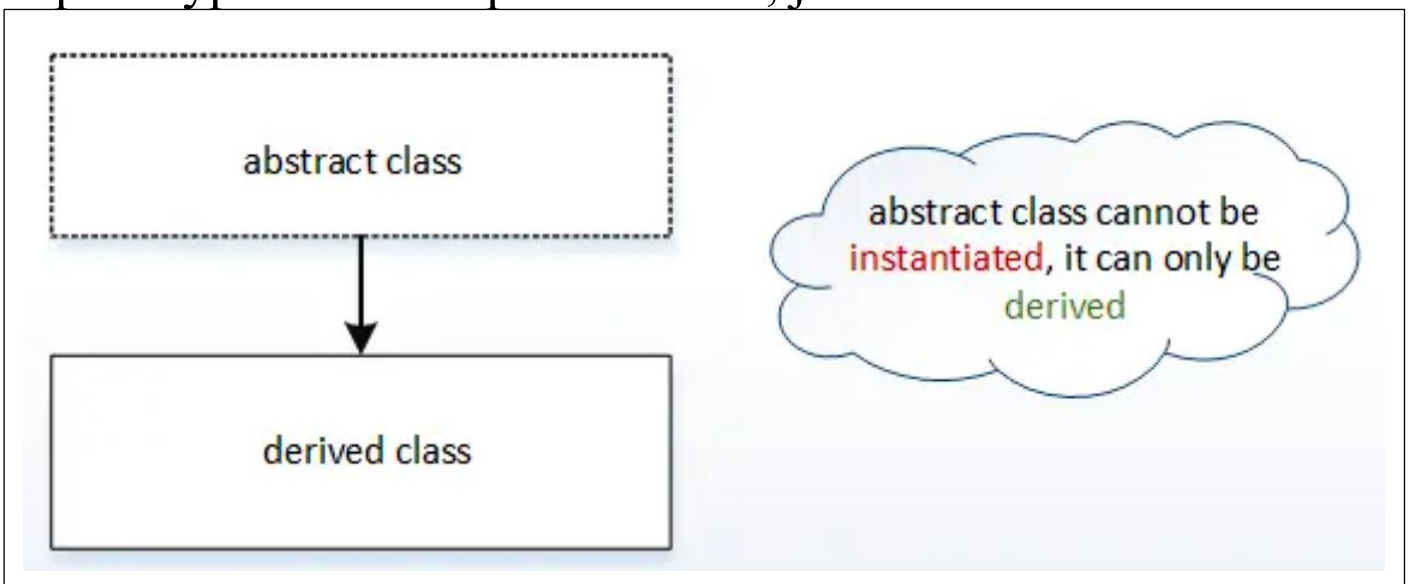 abstract class
abstract class cannot be
instantiated, it can only be
derived
derived class